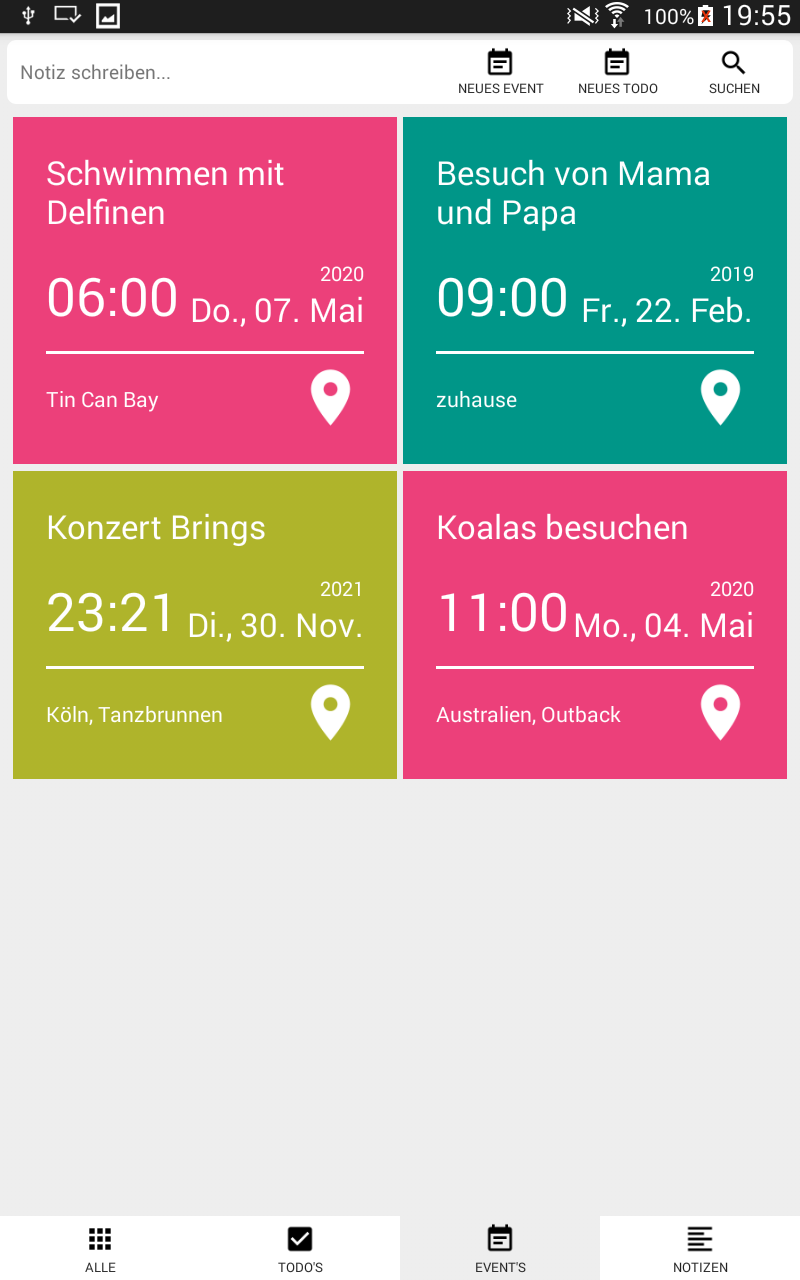 100% 19:55
Notiz schreiben...
NEUES EVENT
NEUES TODO
SUCHEN
Schwimmen mit
Delfinen
2020
06:00 Do., 07. Mai
Tin Can Bay
Besuch von Mama
und Papa
2019
09:00 Fr., 22. Feb.
zuhause
Konzert Brings
2021
23:21 Di., 30. Nov.
Köln, Tanzbrunnen
Koalas besuchen
2020
11:00 Mo., 04. Mai
Australien, Outback
ALLE
TODO'S
EVENT'S
NOTIZEN